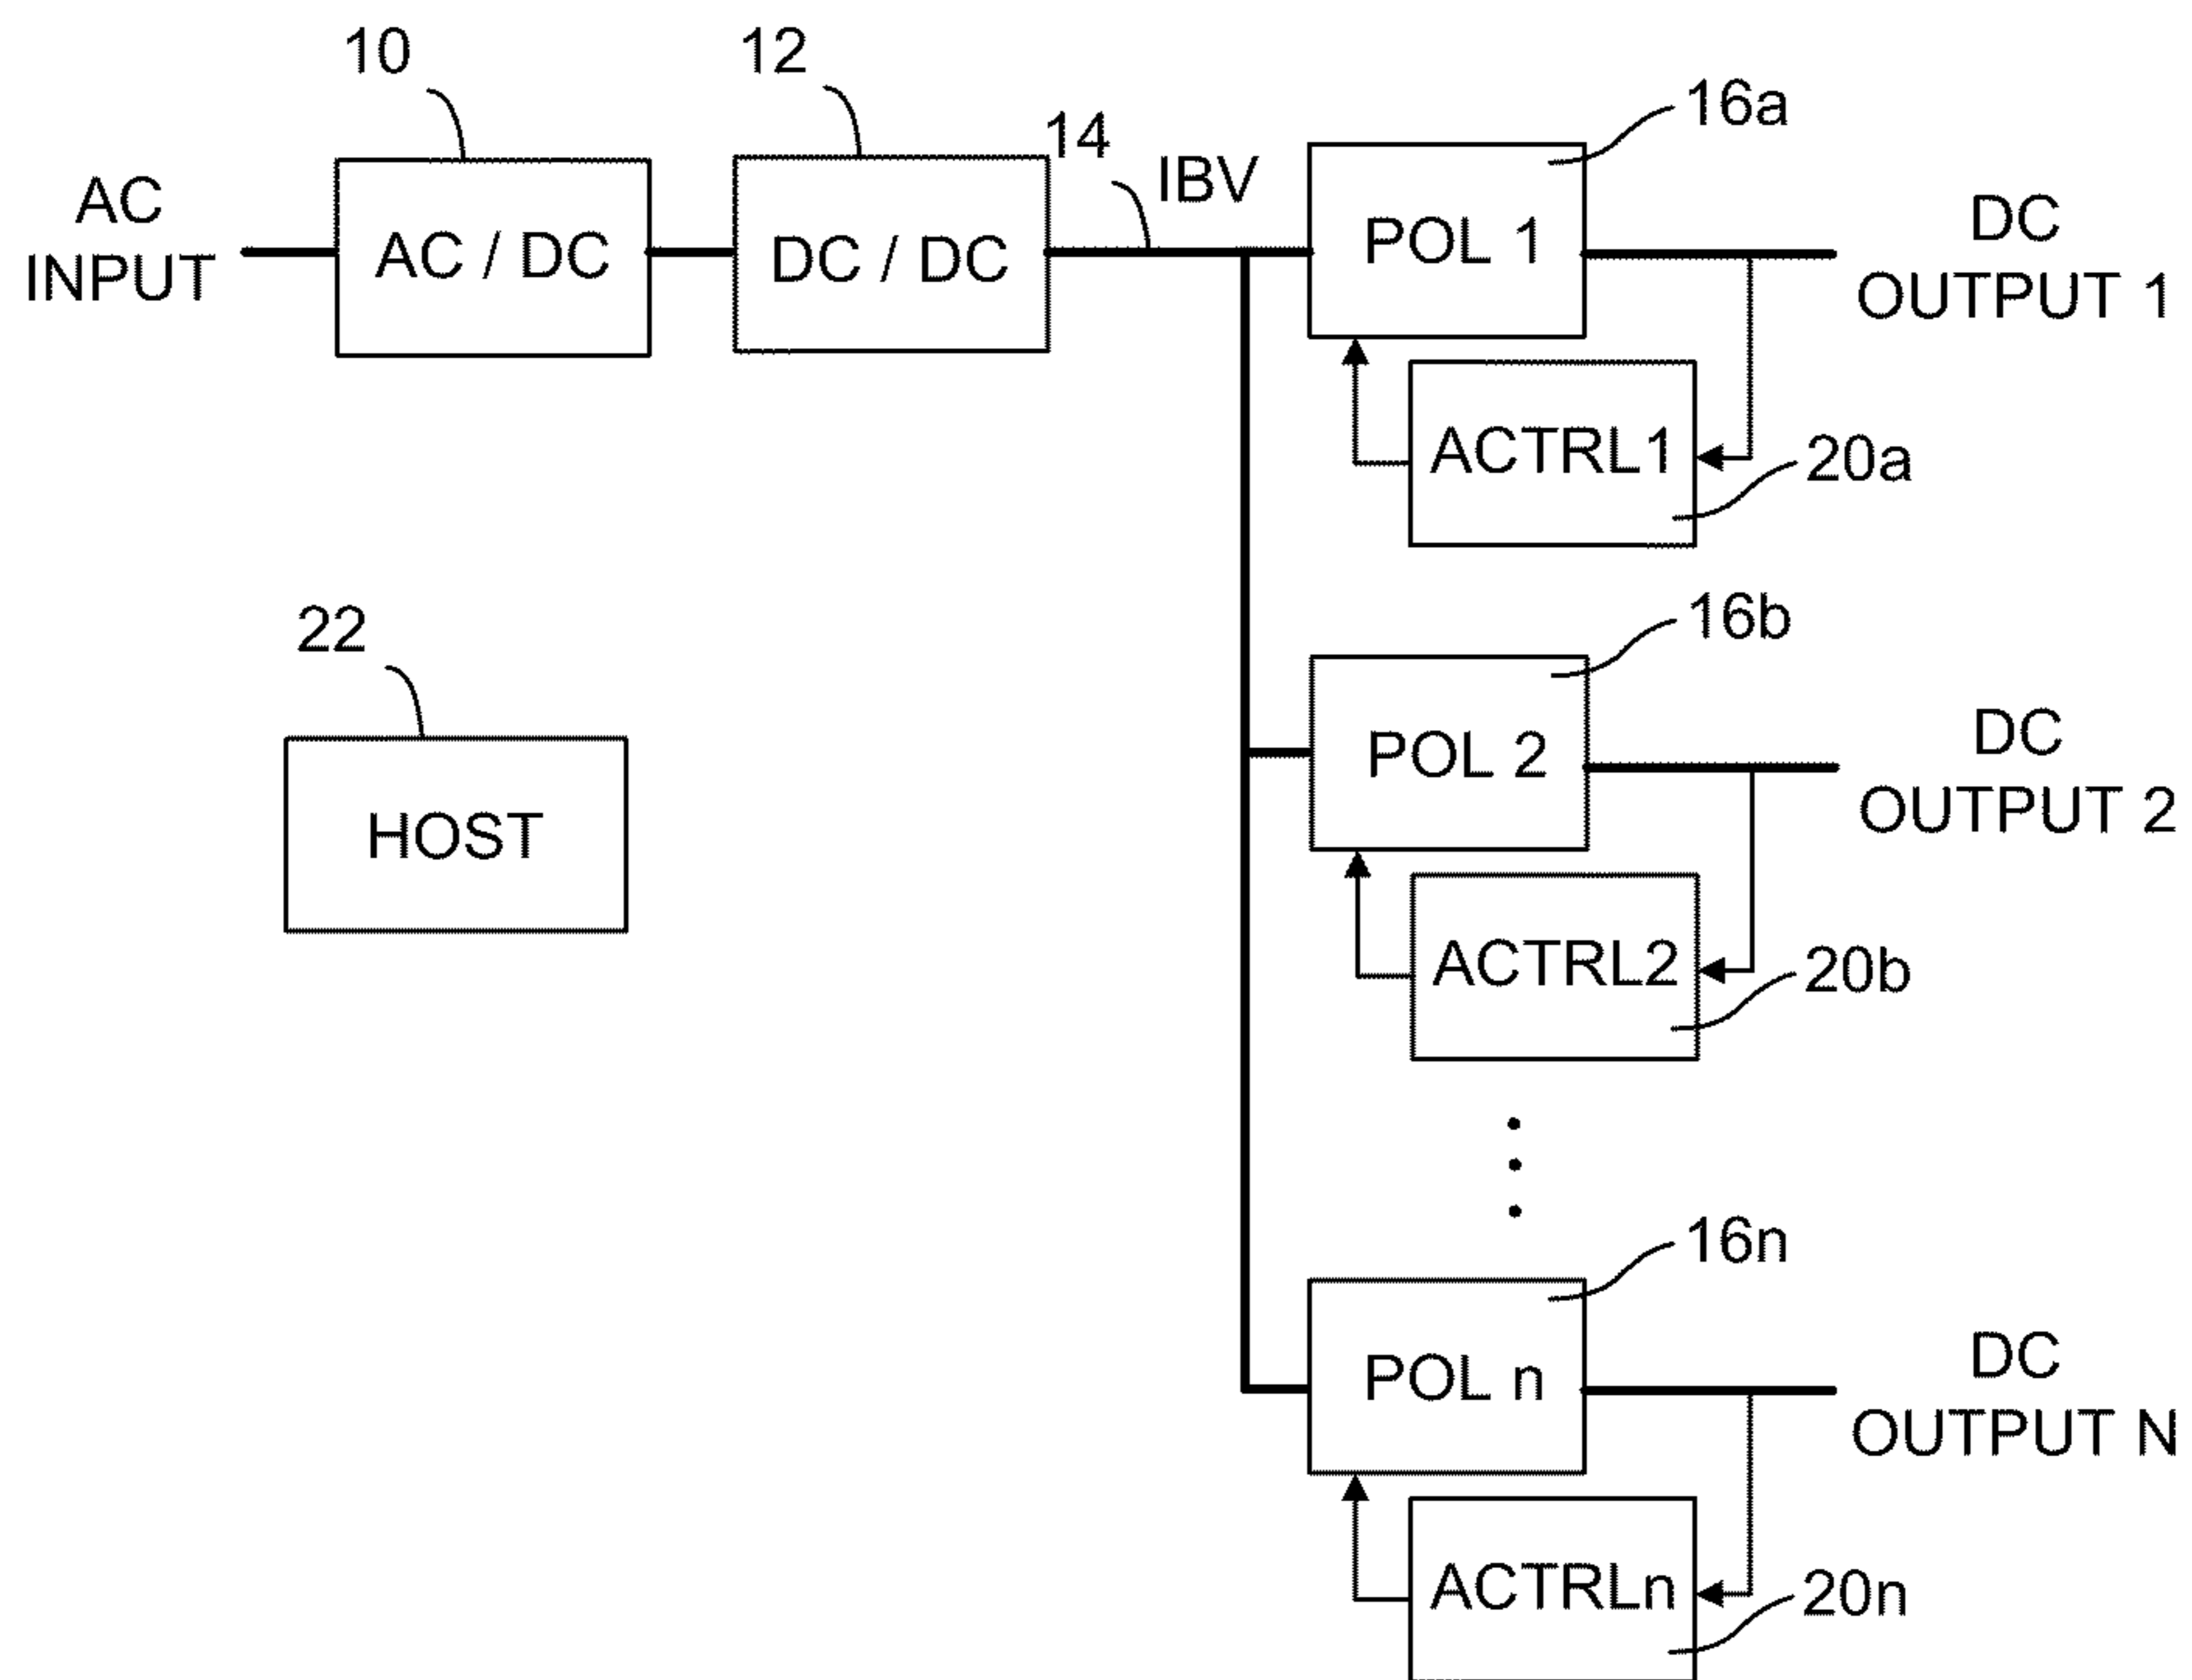 10
12
14
IBV
16a
AC
INPUT
AC / DC
DC / DC
POL 1
DC
OUTPUT 1
ACTRL1
20a
22
HOST
16b
POL 2
DC
OUTPUT 2
ACTRL2
20b
16n
POL n
DC
OUTPUT N
ACTRLn
20n